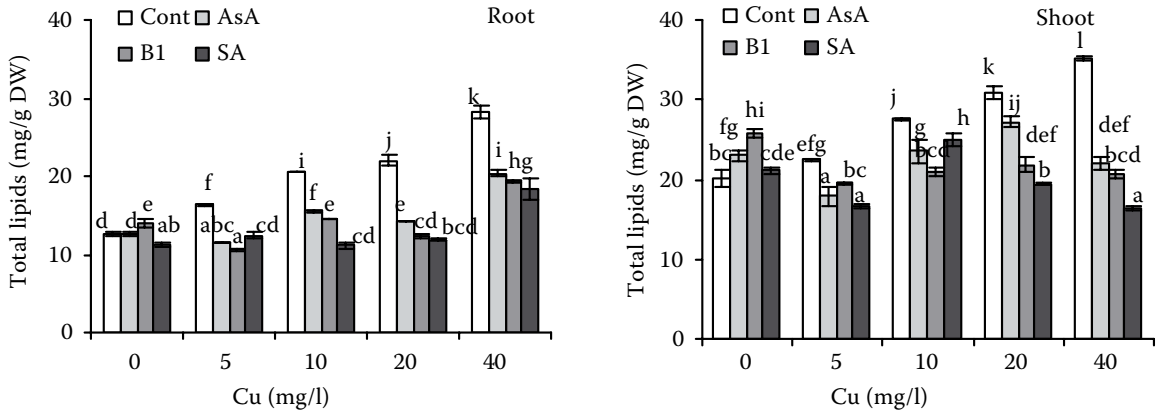 40
Cont AsA
Root
B1 SA
30
20
10
0
Total lipids (mg/g DW)
d d e ab
f abc a cd
i f e cd
j e cd bcd
k i hg
0 5 10 20 40
Cu (mg/l)
40
Cont AsA
Shoot
B1 SA
30
20
10
0
Total lipids (mg/g DW)
bc fg hi cde
efg a bc a
j g bcd h
k ij def b
l def bcd a
0 5 10 20 40
Cu (mg/l)